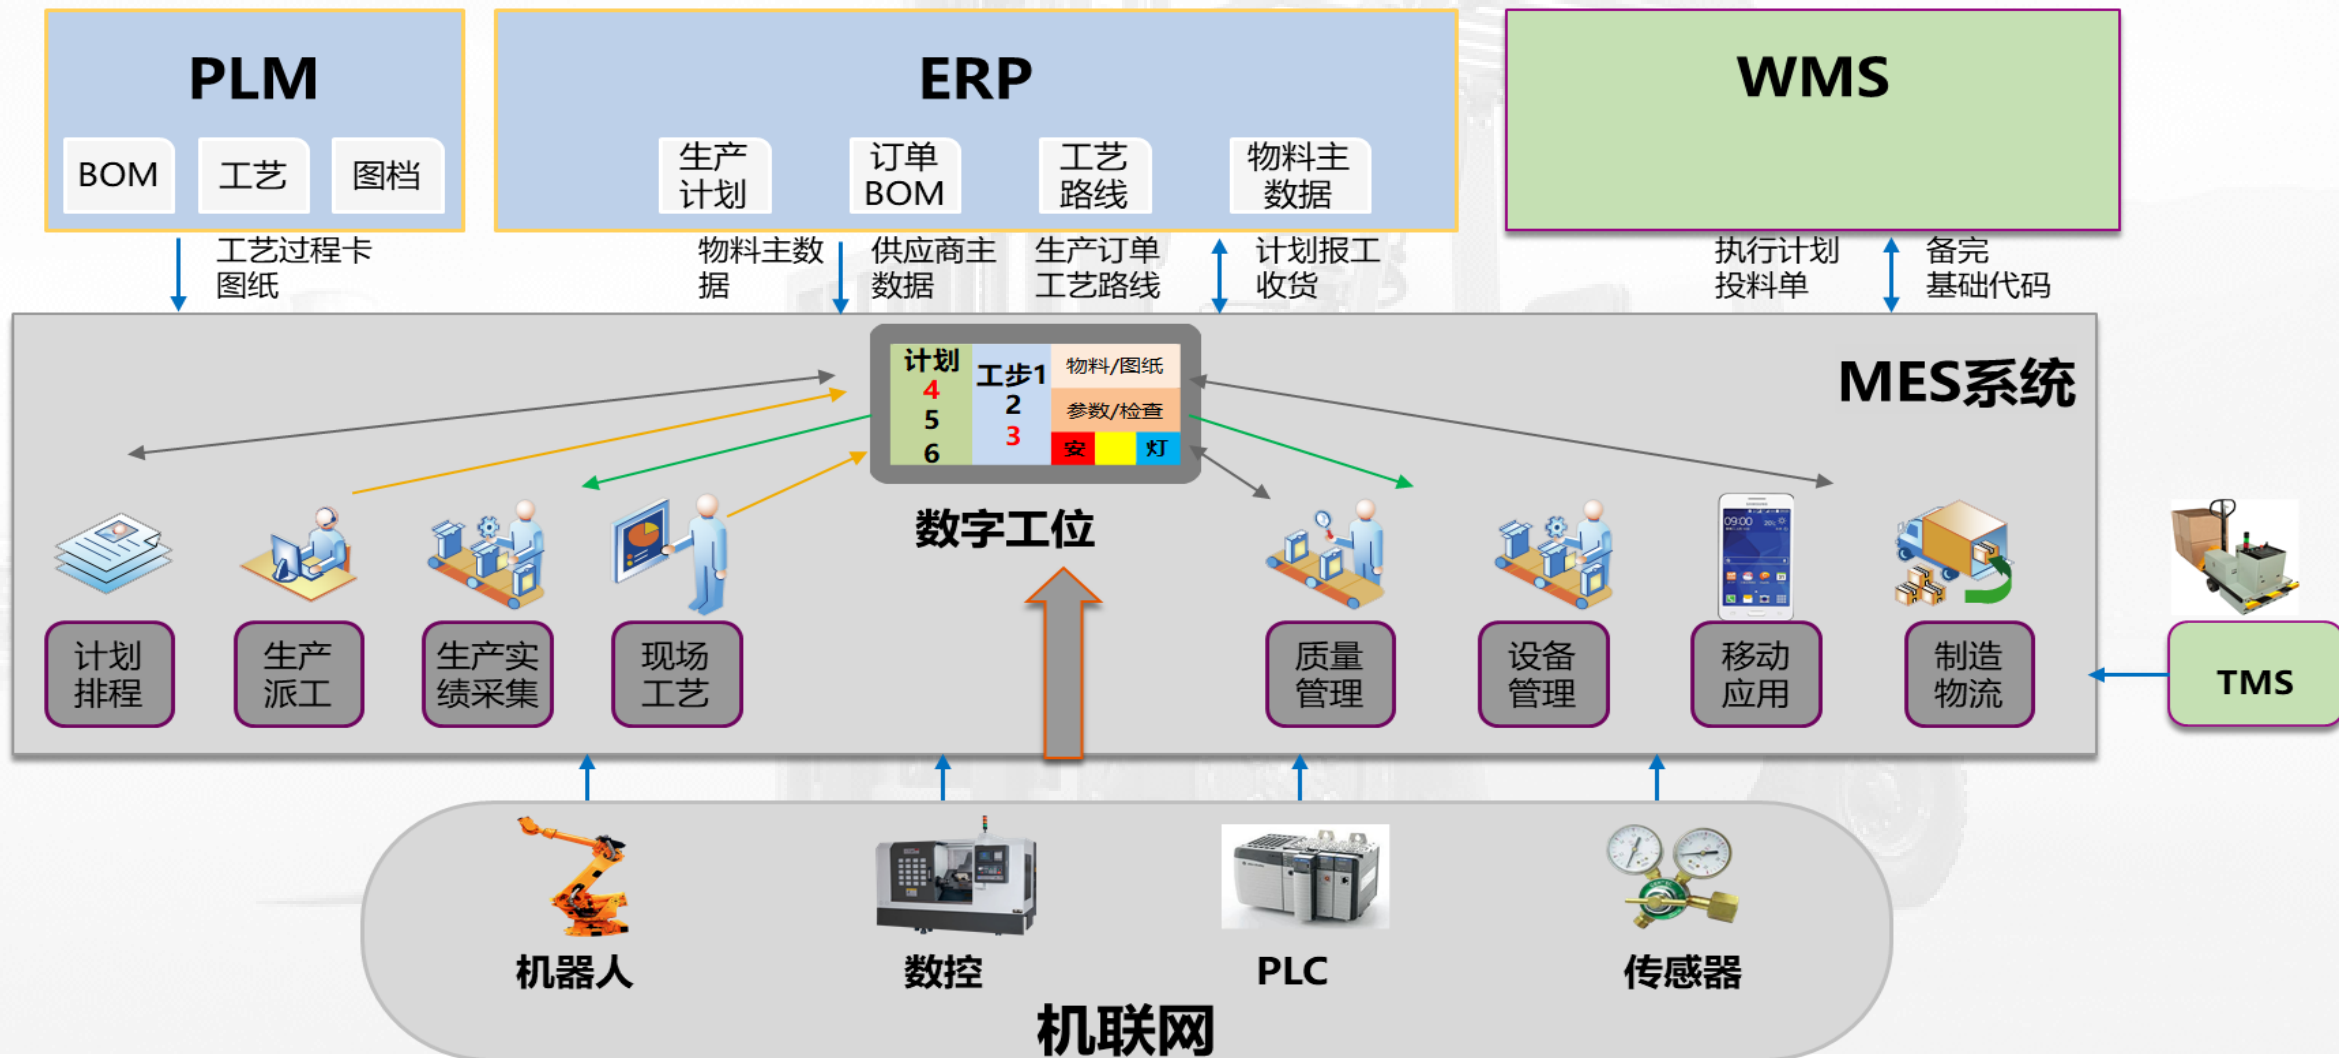 PLM
BOM
工艺
图档
ERP
生产
计划
订单
BOM
工艺
路线
物料主
数据
WMS
工艺过程卡
图纸
物料主数
据
供应商主
数据
生产订单
工艺路线
计划报工
收货
执行计划
投料单
备完
基础代码
MES系统
计划
4
5
6
工步1
2
3
物料/图纸
参数/检查
安
灯
数字工位
09:00
计划
排程
生产
派工
生产实
绩采集
现场
工艺
质量
管理
设备
管理
移动
应用
制造
物流
TMS
机器人
数控
PLC
传感器
机联网